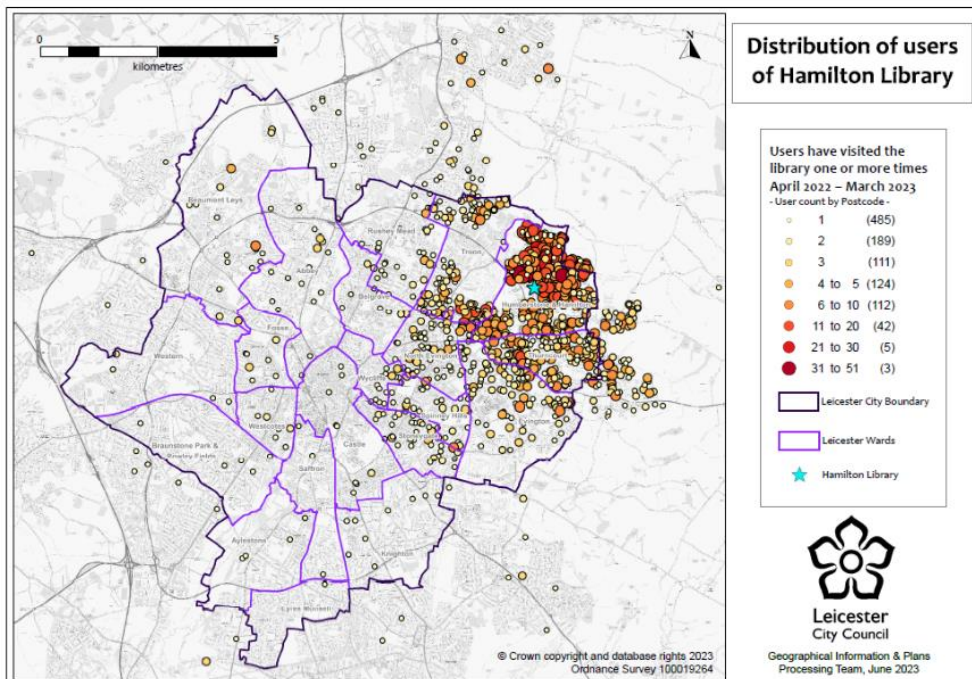 Distribution of users
of Hamilton Library
0 5
kilometres
N
Users have visited the
library one or more times
April 2022 – March 2023
- User count by Postcode -
1 (485)
2 (189)
3 (111)
4 to 5 (124)
6 to 10 (112)
11 to 20 (42)
21 to 30 (5)
31 to 51 (3)
Leicester City Boundary
Leicester Wards
Hamilton Library
Beaumont Leys
Rushey Mead
Troon
Abbey
Belgrave
Humberstone & Hamilton
Fosse
Western
North Evington
Thurncourt
Westcotes
Evington
Castle
Stoneygate
Braunstone Park &
Rowley Fields
Saffron
Aylestone
Knighton
Eyres Monsell
© Crown copyright and database rights 2023
Ordnance Survey 100019264
Leicester
City Council
Geographical Information & Plans
Processing Team, June 2023